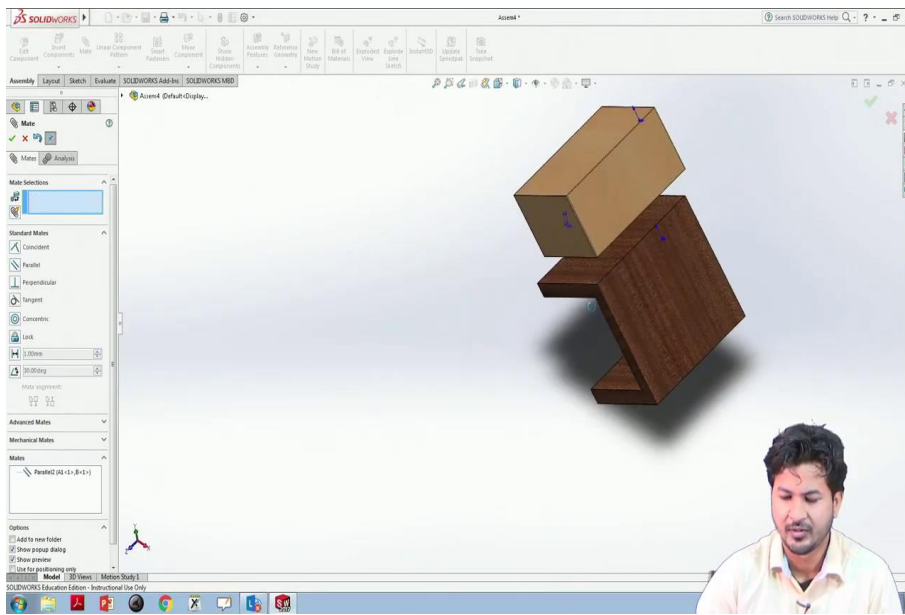 SOLIDWORKS
Assem4 *
Search SOLIDWORKS Help
Edit Component
Insert Components
Mate
Linear Component Pattern
Smart Fasteners
Move Component
Show Hidden Components
Assembly Features
Reference Geometry
New Motion Study
Bill of Materials
Exploded View
Explode Line Sketch
Instant3D
Update Speedpak
Take Snapshot
Assembly Layout Sketch Evaluate SOLIDWORKS Add-Ins SOLIDWORKS MBD
Assem4 (Default<Display...
Mate
Mates Analysis
Mate Selections
Standard Mates
Coincident
Parallel
Perpendicular
Tangent
Concentric
Lock
1.00mm
30.00deg
Mate alignment:
Advanced Mates
Mechanical Mates
Mates
Parallel2 (A1<1>,B<1>)
Options
Add to new folder
Show popup dialog
Show preview
Use for positioning only
Model 3D Views Motion Study 1
SOLIDWORKS Education Edition - Instructional Use Only